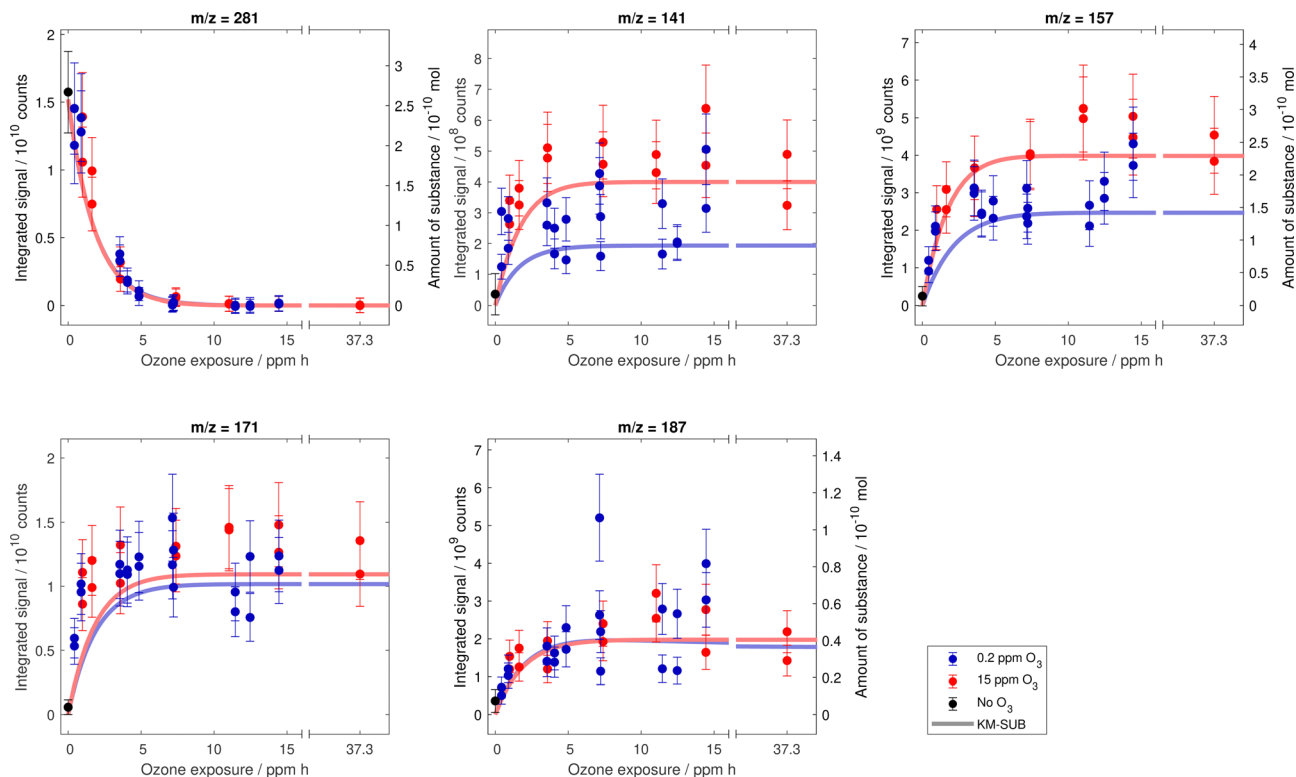 m/z = 281
2
1.5
1
0.5
0
Integrated signal / 10^10 counts
3
2.5
2
1.5
1
0.5
0
Amount of substance / 10^-10 mol
0 5 10 15 37.3
Ozone exposure / ppm h
m/z = 141
8
7
6
5
4
3
2
1
0
Integrated signal / 10^8 counts
0 5 10 15 37.3
Ozone exposure / ppm h
m/z = 157
7
6
5
4
3
2
1
0
Integrated signal / 10^9 counts
4
3
2
1
0
Amount of substance / 10^-10 mol
0 5 10 15 37.3
Ozone exposure / ppm h
m/z = 171
2
1.5
1
0.5
0
Integrated signal / 10^10 counts
0 5 10 15 37.3
Ozone exposure / ppm h
m/z = 187
7
6
5
4
3
2
1
0
Integrated signal / 10^9 counts
1.4
1.2
1
0.8
0.6
0.4
0.2
0
Amount of substance / 10^-10 mol
0 5 10 15 37.3
Ozone exposure / ppm h
0.2 ppm O₃
15 ppm O₃
No O₃
KM-SUB